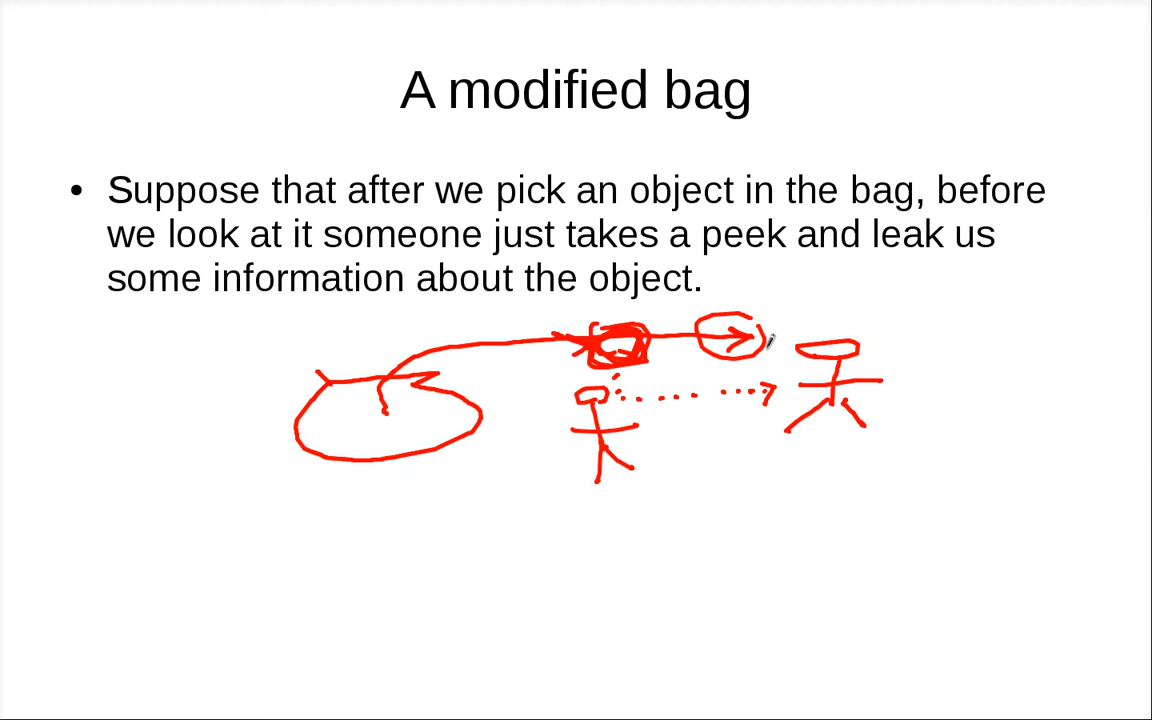 A modified bag
• Suppose that after we pick an object in the bag, before
we look at it someone just takes a peek and leak us
some information about the object.